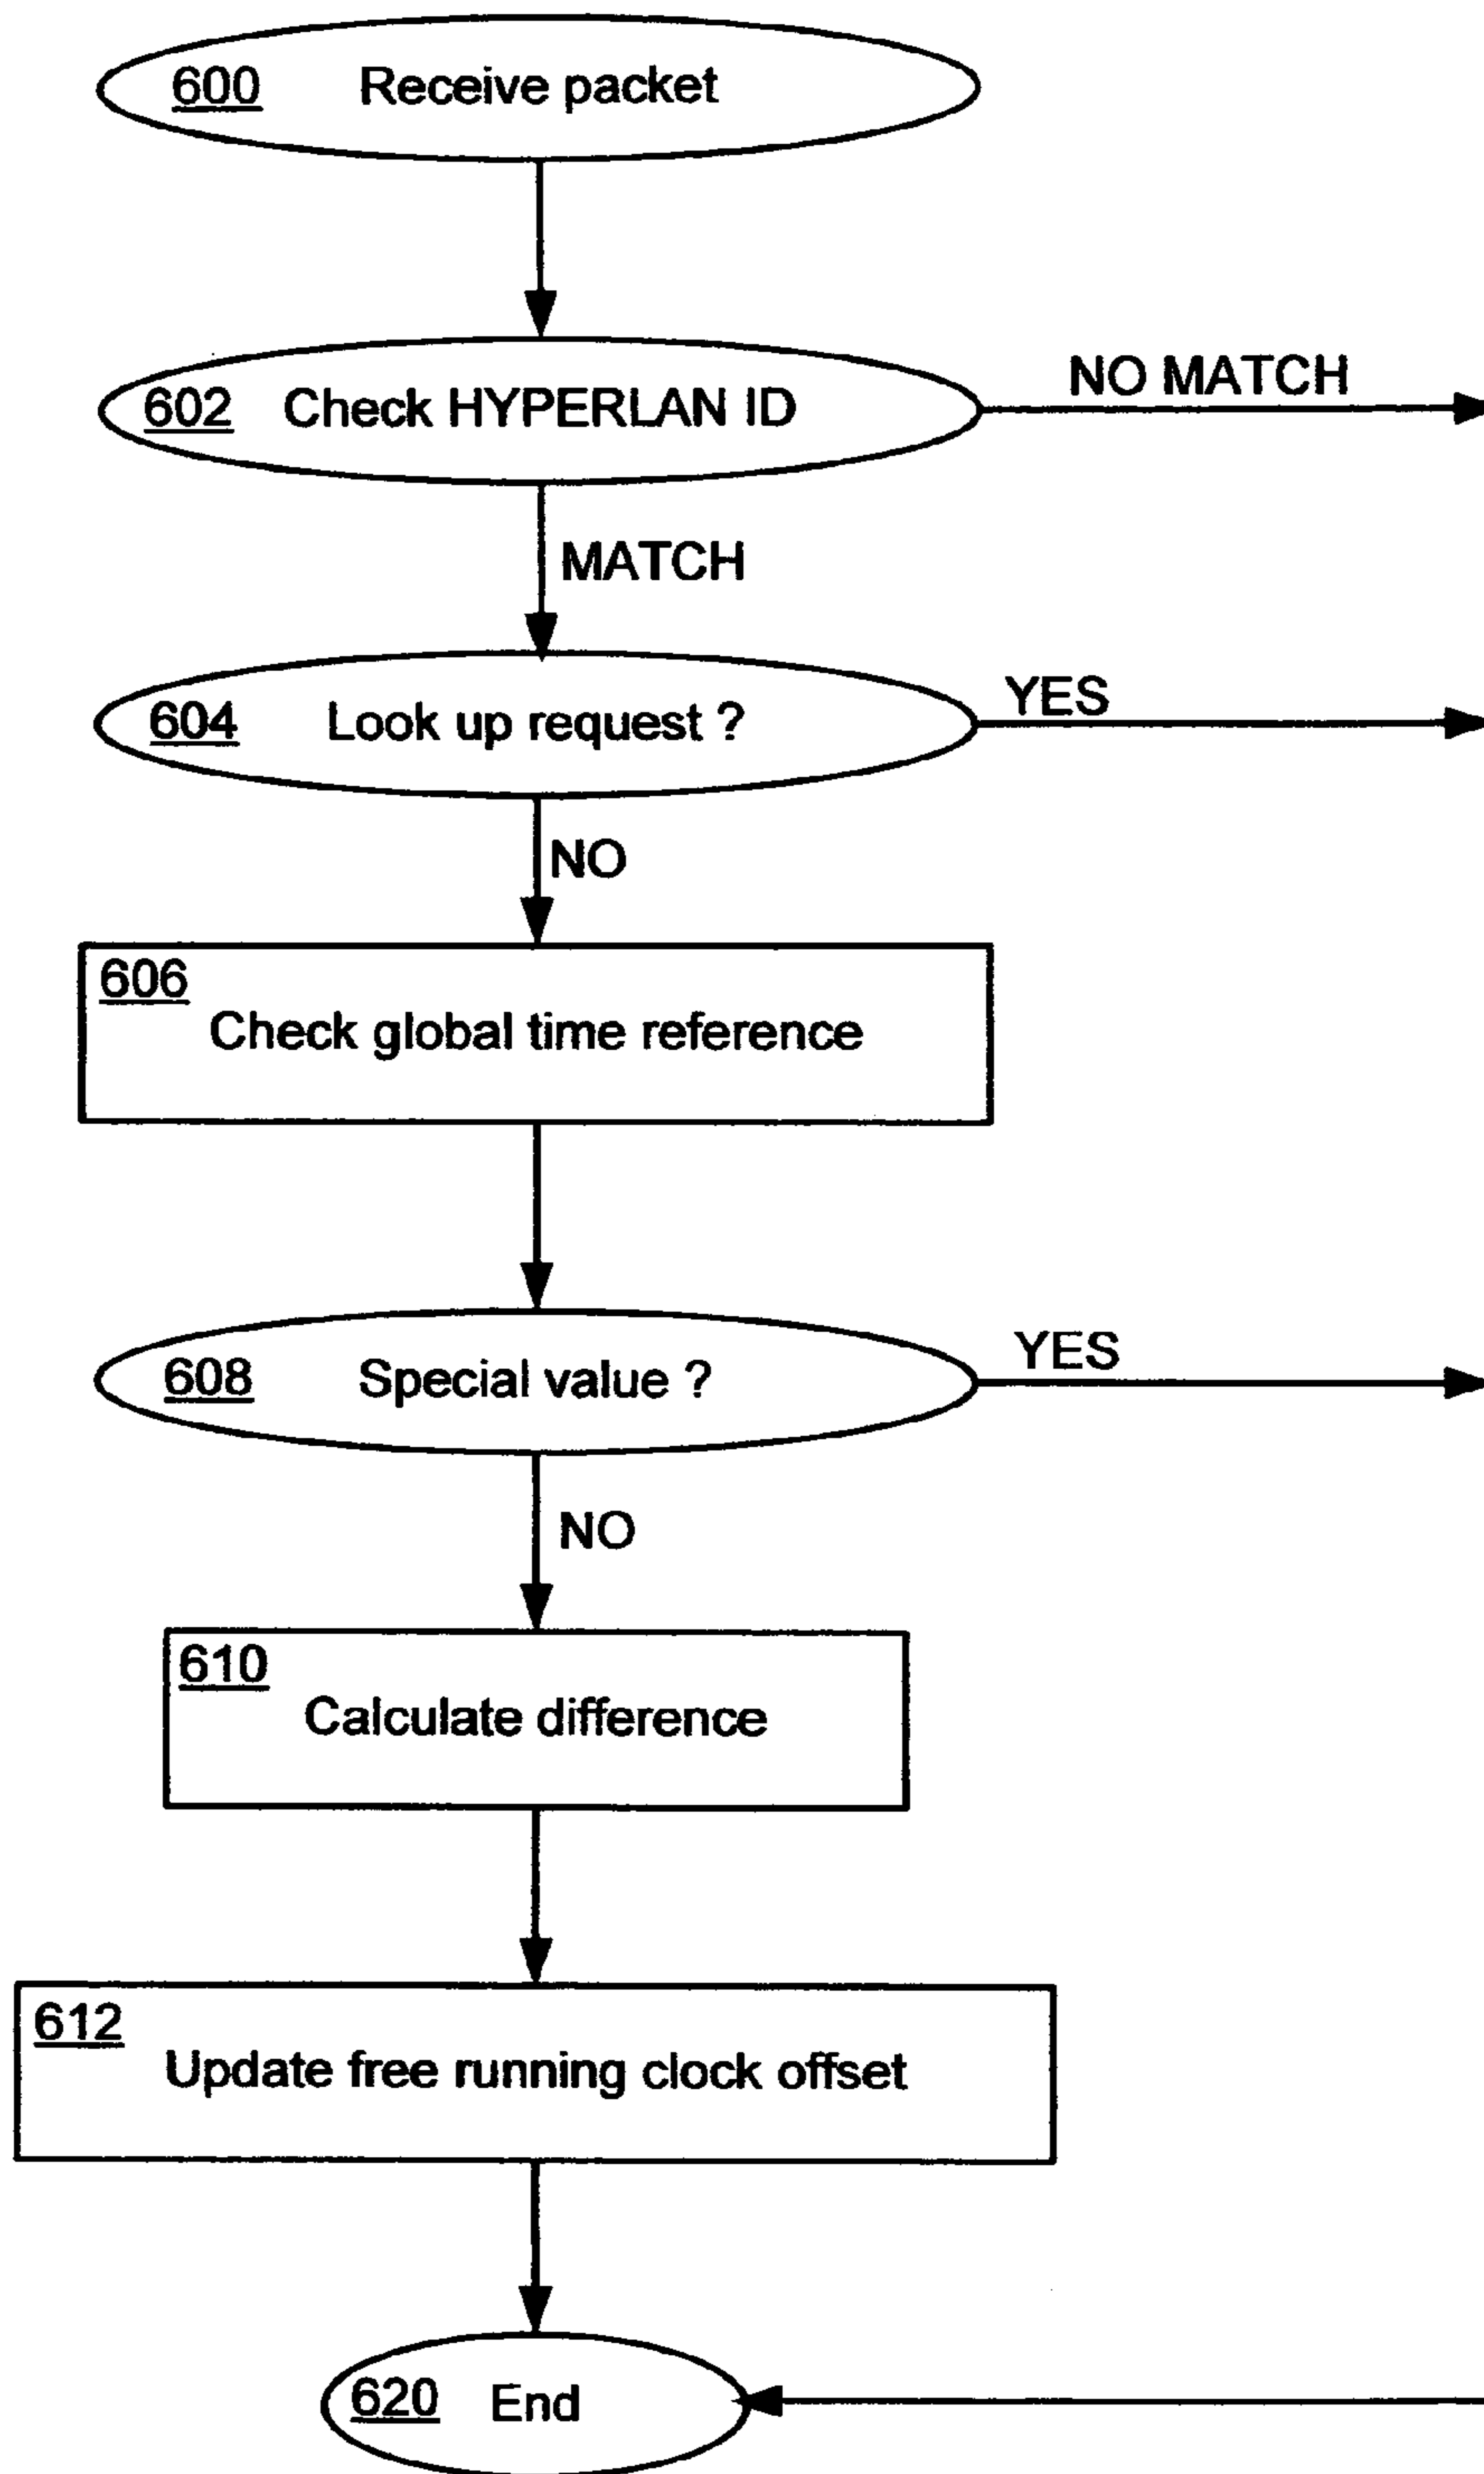 600 Receive packet
602 Check HYPERLAN ID
NO MATCH
MATCH
604 Look up request ?
YES
NO
606
Check global time reference
608 Special value ?
YES
NO
610
Calculate difference
612
Update free running clock offset
620 End